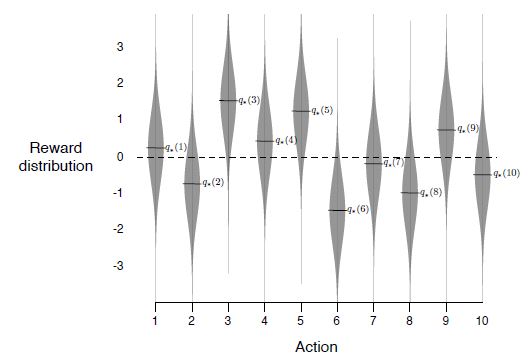 3
2
1
0
-1
-2
-3
Reward
distribution
q*(1)
q*(2)
q*(3)
q*(4)
q*(5)
q*(6)
q*(7)
q*(8)
q*(9)
q*(10)
1 2 3 4 5 6 7 8 9 10
Action